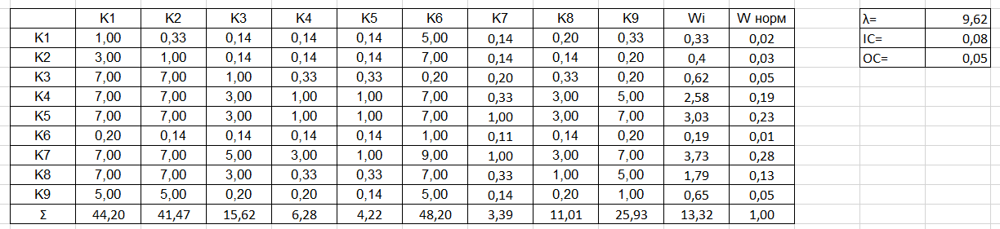 K1 K2 K3 K4 K5 K6 K7 K8 K9 Wi W норм λ= 9,62
K1 1,00 0,33 0,14 0,14 0,14 5,00 0,14 0,20 0,33 0,33 0,02 IC= 0,08
K2 3,00 1,00 0,14 0,14 0,14 7,00 0,14 0,14 0,20 0,4 0,03 OC= 0,05
K3 7,00 7,00 1,00 0,33 0,33 0,20 0,20 0,33 0,20 0,62 0,05
K4 7,00 7,00 3,00 1,00 1,00 7,00 0,33 3,00 5,00 2,58 0,19
K5 7,00 7,00 3,00 1,00 1,00 7,00 1,00 3,00 7,00 3,03 0,23
K6 0,20 0,14 0,14 0,14 0,14 1,00 0,11 0,14 0,20 0,19 0,01
K7 7,00 7,00 5,00 3,00 1,00 9,00 1,00 3,00 7,00 3,73 0,28
K8 7,00 7,00 3,00 0,33 0,33 7,00 0,33 1,00 5,00 1,79 0,13
K9 5,00 5,00 0,20 0,20 0,14 5,00 0,14 0,20 1,00 0,65 0,05
Σ 44,20 41,47 15,62 6,28 4,22 48,20 3,39 11,01 25,93 13,32 1,00